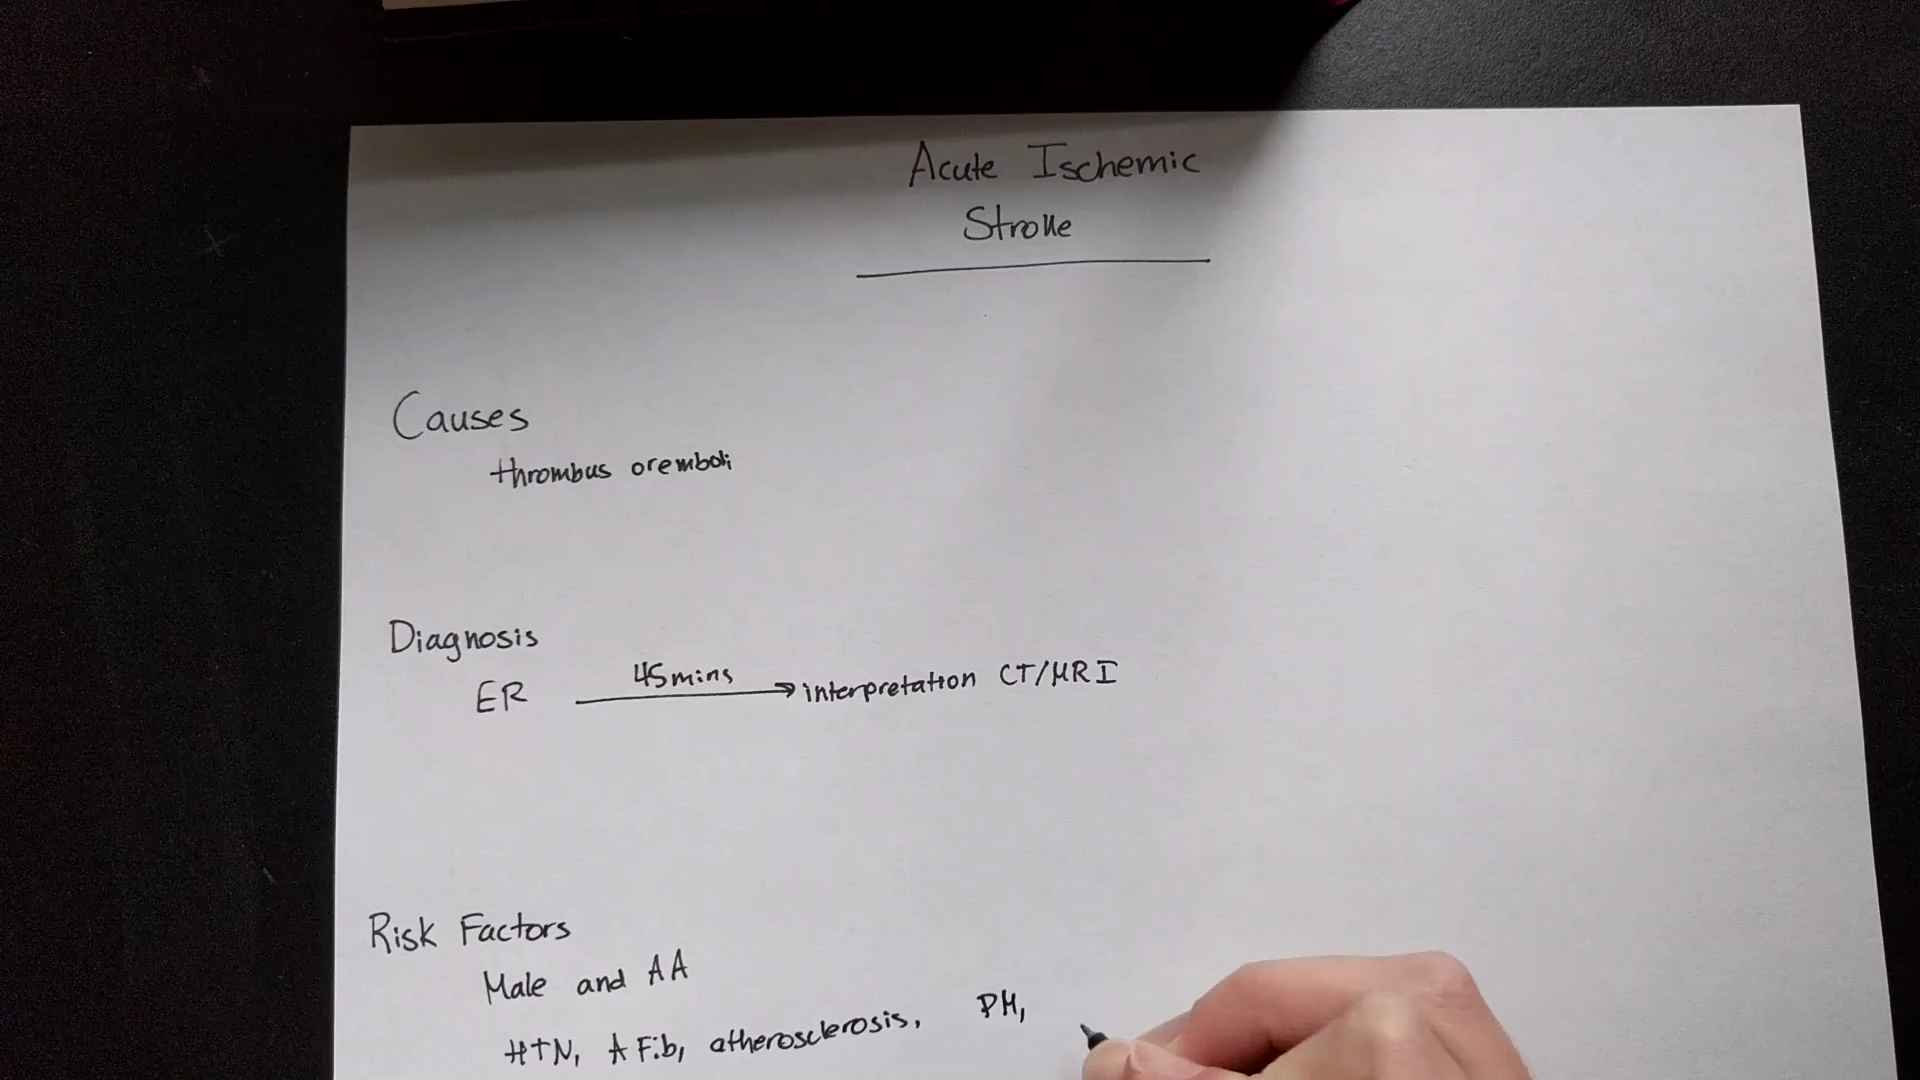 Acute Ischemic
Stroke
Causes
thrombus or emboli
Diagnosis
45mins
ER → interpretation CT/MRI
Risk Factors
Male and AA
HTN, A Fib, atherosclerosis, DM,